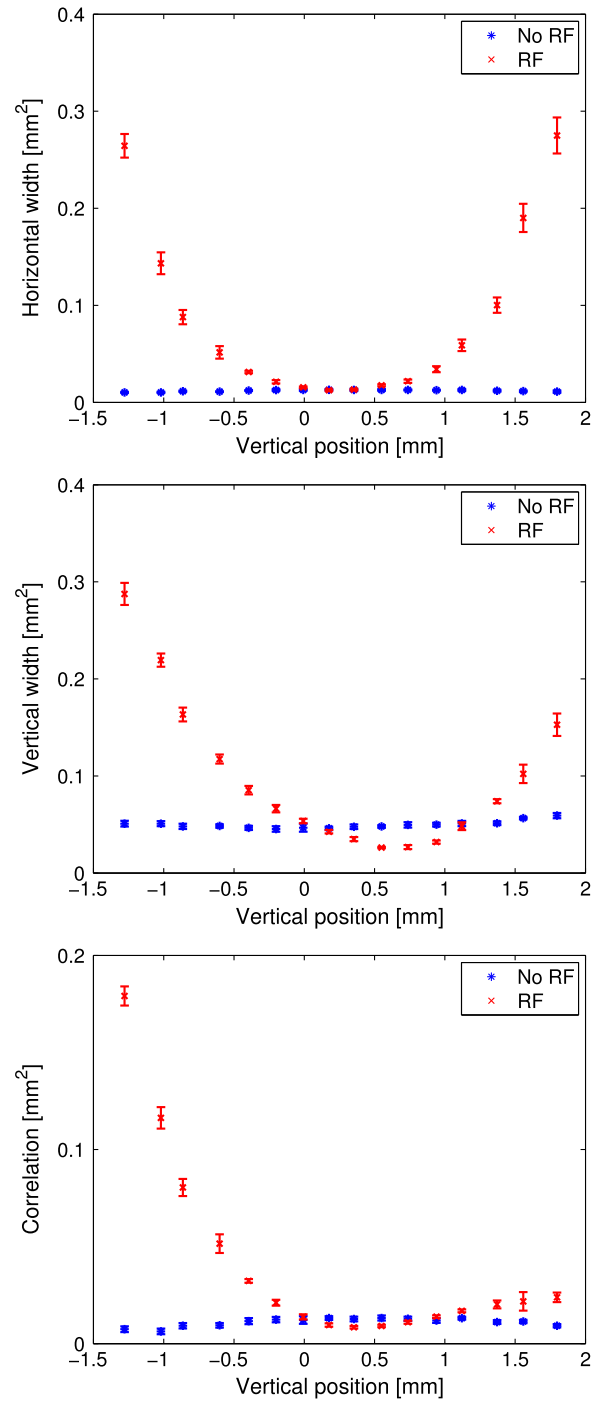 0.4
0.3
0.2
0.1
0
Horizontal width [mm²]
No RF
RF
−1.5 −1 −0.5 0 0.5 1 1.5 2
Vertical position [mm]
0.4
0.3
0.2
0.1
0
Vertical width [mm²]
No RF
RF
−1.5 −1 −0.5 0 0.5 1 1.5 2
Vertical position [mm]
0.2
0.1
0
Correlation [mm²]
No RF
RF
−1.5 −1 −0.5 0 0.5 1 1.5 2
Vertical position [mm]